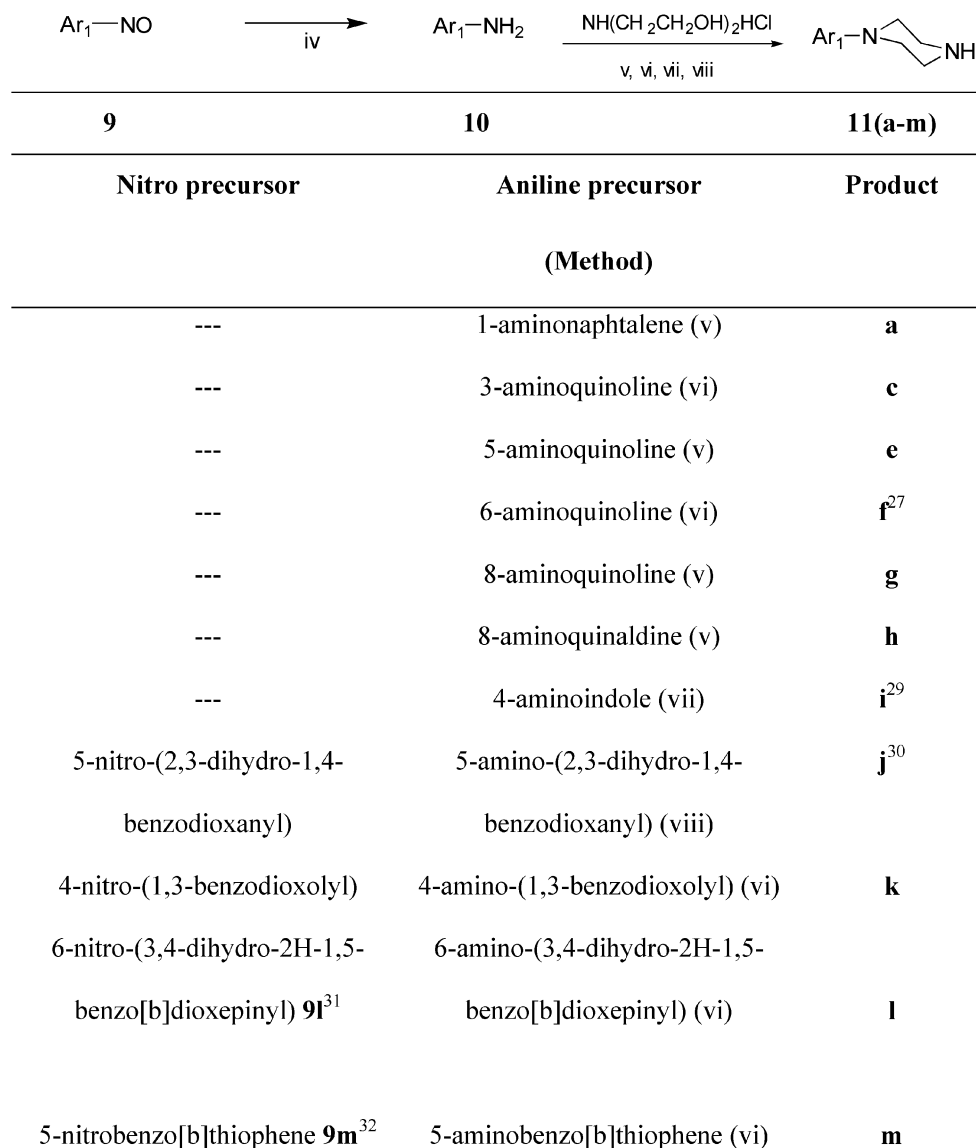 Ar1—NO iv Ar1—NH2 NH(CH2CH2OH)2HCl v, vi, vii, viii Ar1—N NH
9 10 11(a-m)
Nitro precursor Aniline precursor Product
(Method)
--- 1-aminonaphtalene (v) a
--- 3-aminoquinoline (vi) c
--- 5-aminoquinoline (v) e
--- 6-aminoquinoline (vi) f27
--- 8-aminoquinoline (v) g
--- 8-aminoquinaldine (v) h
--- 4-aminoindole (vii) i29
5-nitro-(2,3-dihydro-1,4- 5-amino-(2,3-dihydro-1,4- j30
benzodioxanyl) benzodioxanyl) (viii)
4-nitro-(1,3-benzodioxolyl) 4-amino-(1,3-benzodioxolyl) (vi) k
6-nitro-(3,4-dihydro-2H-1,5- 6-amino-(3,4-dihydro-2H-1,5-
benzo[b]dioxepinyl) 9l31 benzo[b]dioxepinyl) (vi) l
5-nitrobenzo[b]thiophene 9m32 5-aminobenzo[b]thiophene (vi) m